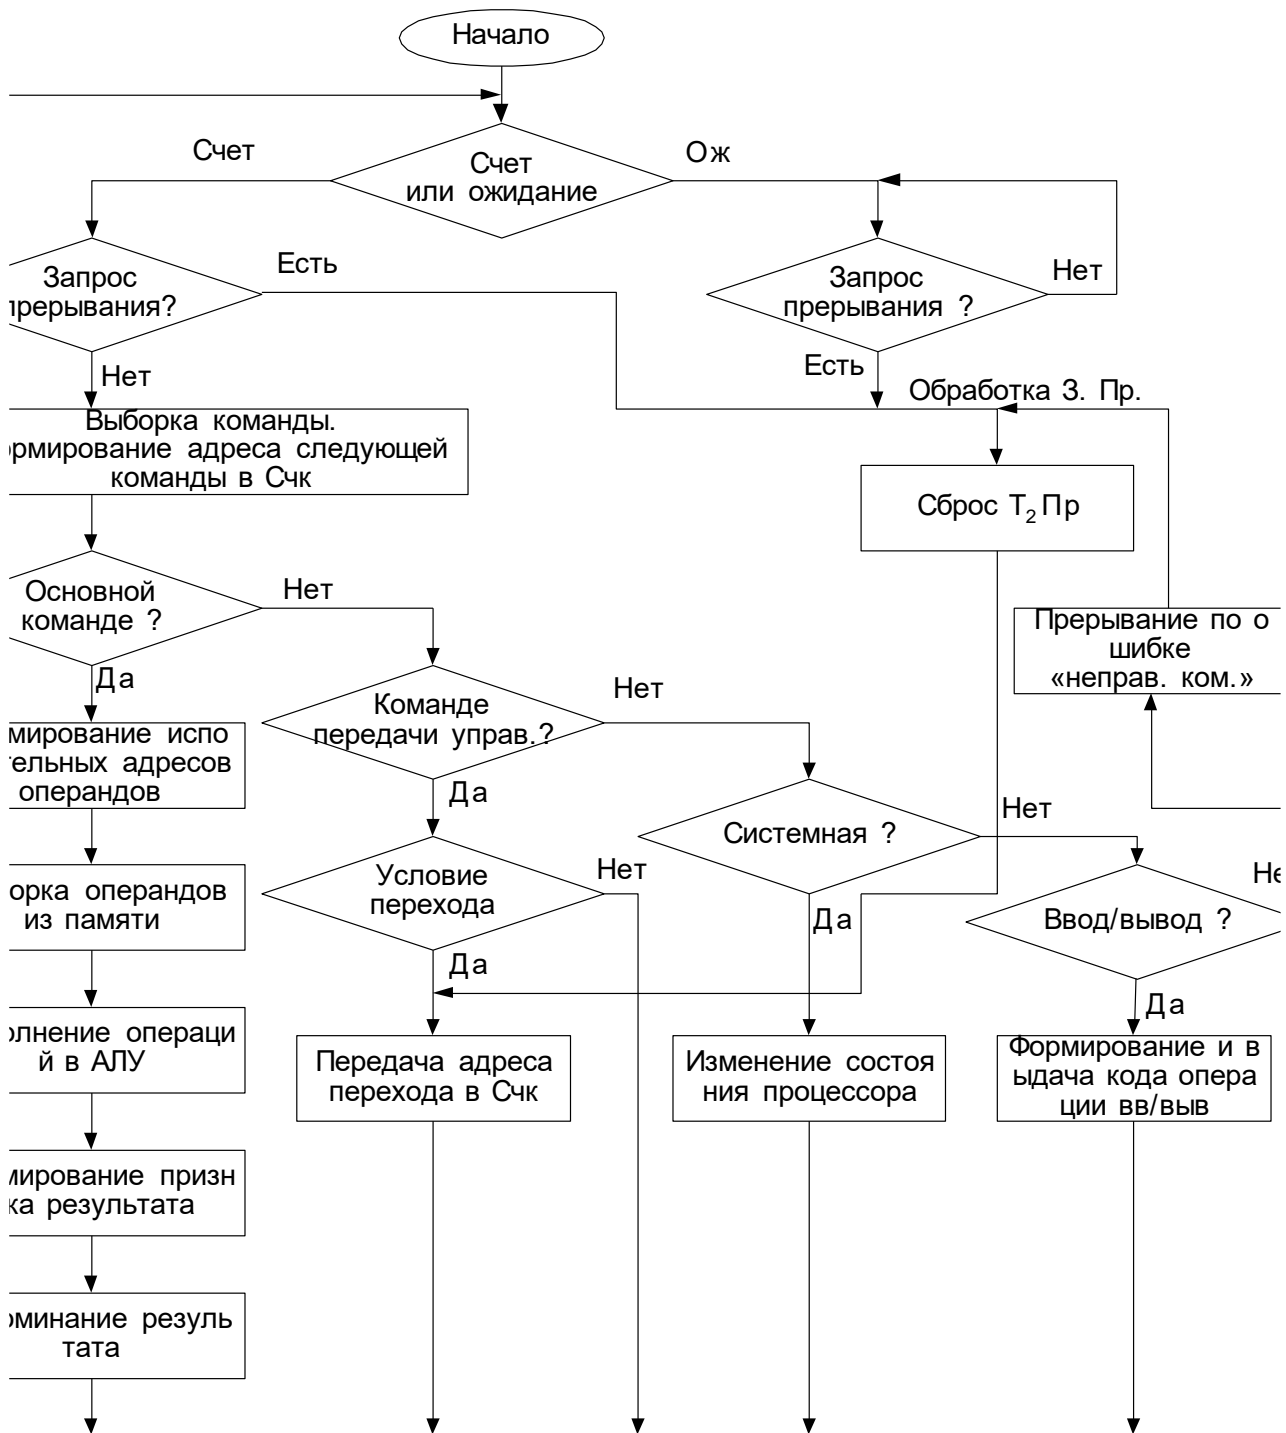 Начало
Счет
Ож
Счет
или ожидание
Есть
Запрос
прерывания?
Запрос
прерывания ?
Нет
Нет
Есть
Обработка З. Пр.
Выборка команды.
ормирование адреса следующей
команды в Счк
Сброс Т2 Пр
Основной
команде ?
Нет
Прерывание по о
шибке
«неправ. ком.»
Да
Команде
передачи управ.?
Нет
мирование испо
тельных адресов
операндов
Да
Системная ?
Нет
Условие
перехода
Нет
Не
орка операндов
из памяти
Да
Ввод/вывод ?
Да
Да
олнение операци
й в АЛУ
Передача адреса
перехода в Счк
Изменение состоя
ния процессора
Формирование и в
ыдача кода опера
ции вв/выв
мирование призн
ка результата
оминание резуль
тата